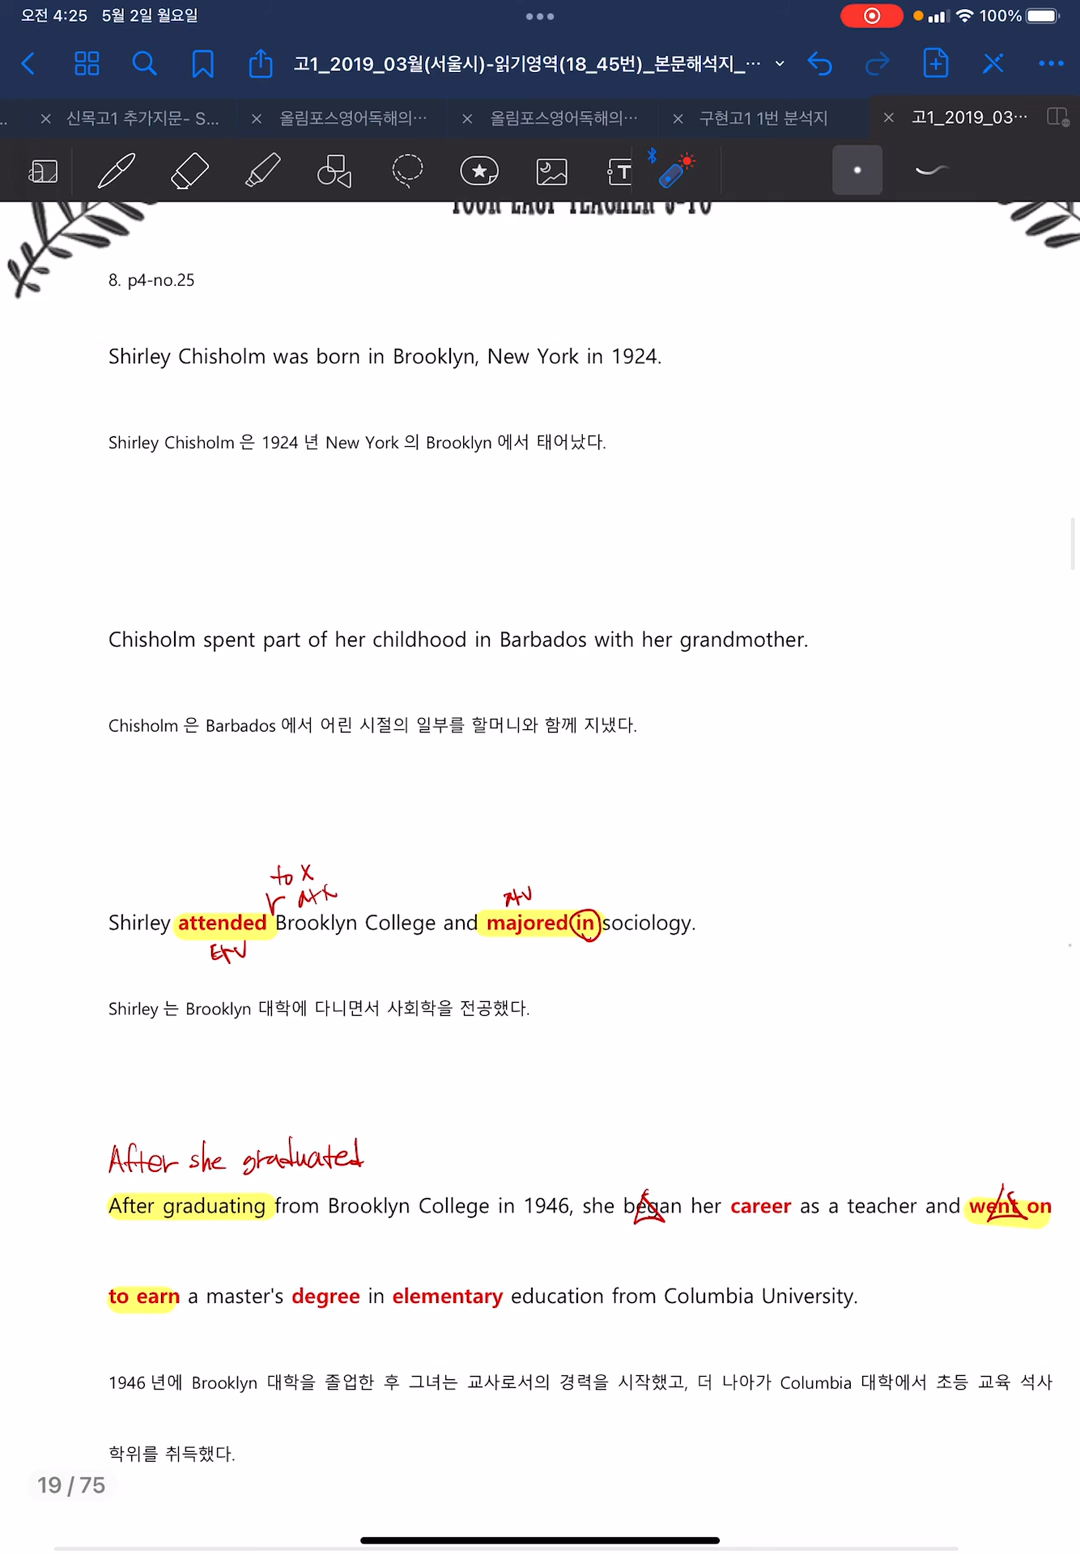 오전 4:25 5월 2일 월요일
100%
고1_2019_03월(서울시)-읽기영역(18_45번)_본문해석지_···
신목고1 추가지문- S...
올림포스영어독해의···
올림포스영어독해의···
구현고1 1번 분석지
고1_2019_03···
YOUR LAST TEACHER J-YU
8. p4-no.25
Shirley Chisholm was born in Brooklyn, New York in 1924.
Shirley Chisholm 은 1924 년 New York 의 Brooklyn 에서 태어났다.
Chisholm spent part of her childhood in Barbados with her grandmother.
Chisholm 은 Barbados 에서 어린 시절의 일부를 할머니와 함께 지냈다.
to X
Shirley attended Brooklyn College and majored in sociology.
Shirley 는 Brooklyn 대학에 다니면서 사회학을 전공했다.
After she graduated
After graduating from Brooklyn College in 1946, she began her career as a teacher and went on
to earn a master's degree in elementary education from Columbia University.
1946 년에 Brooklyn 대학을 졸업한 후 그녀는 교사로서의 경력을 시작했고, 더 나아가 Columbia 대학에서 초등 교육 석사
학위를 취득했다.
19 / 75